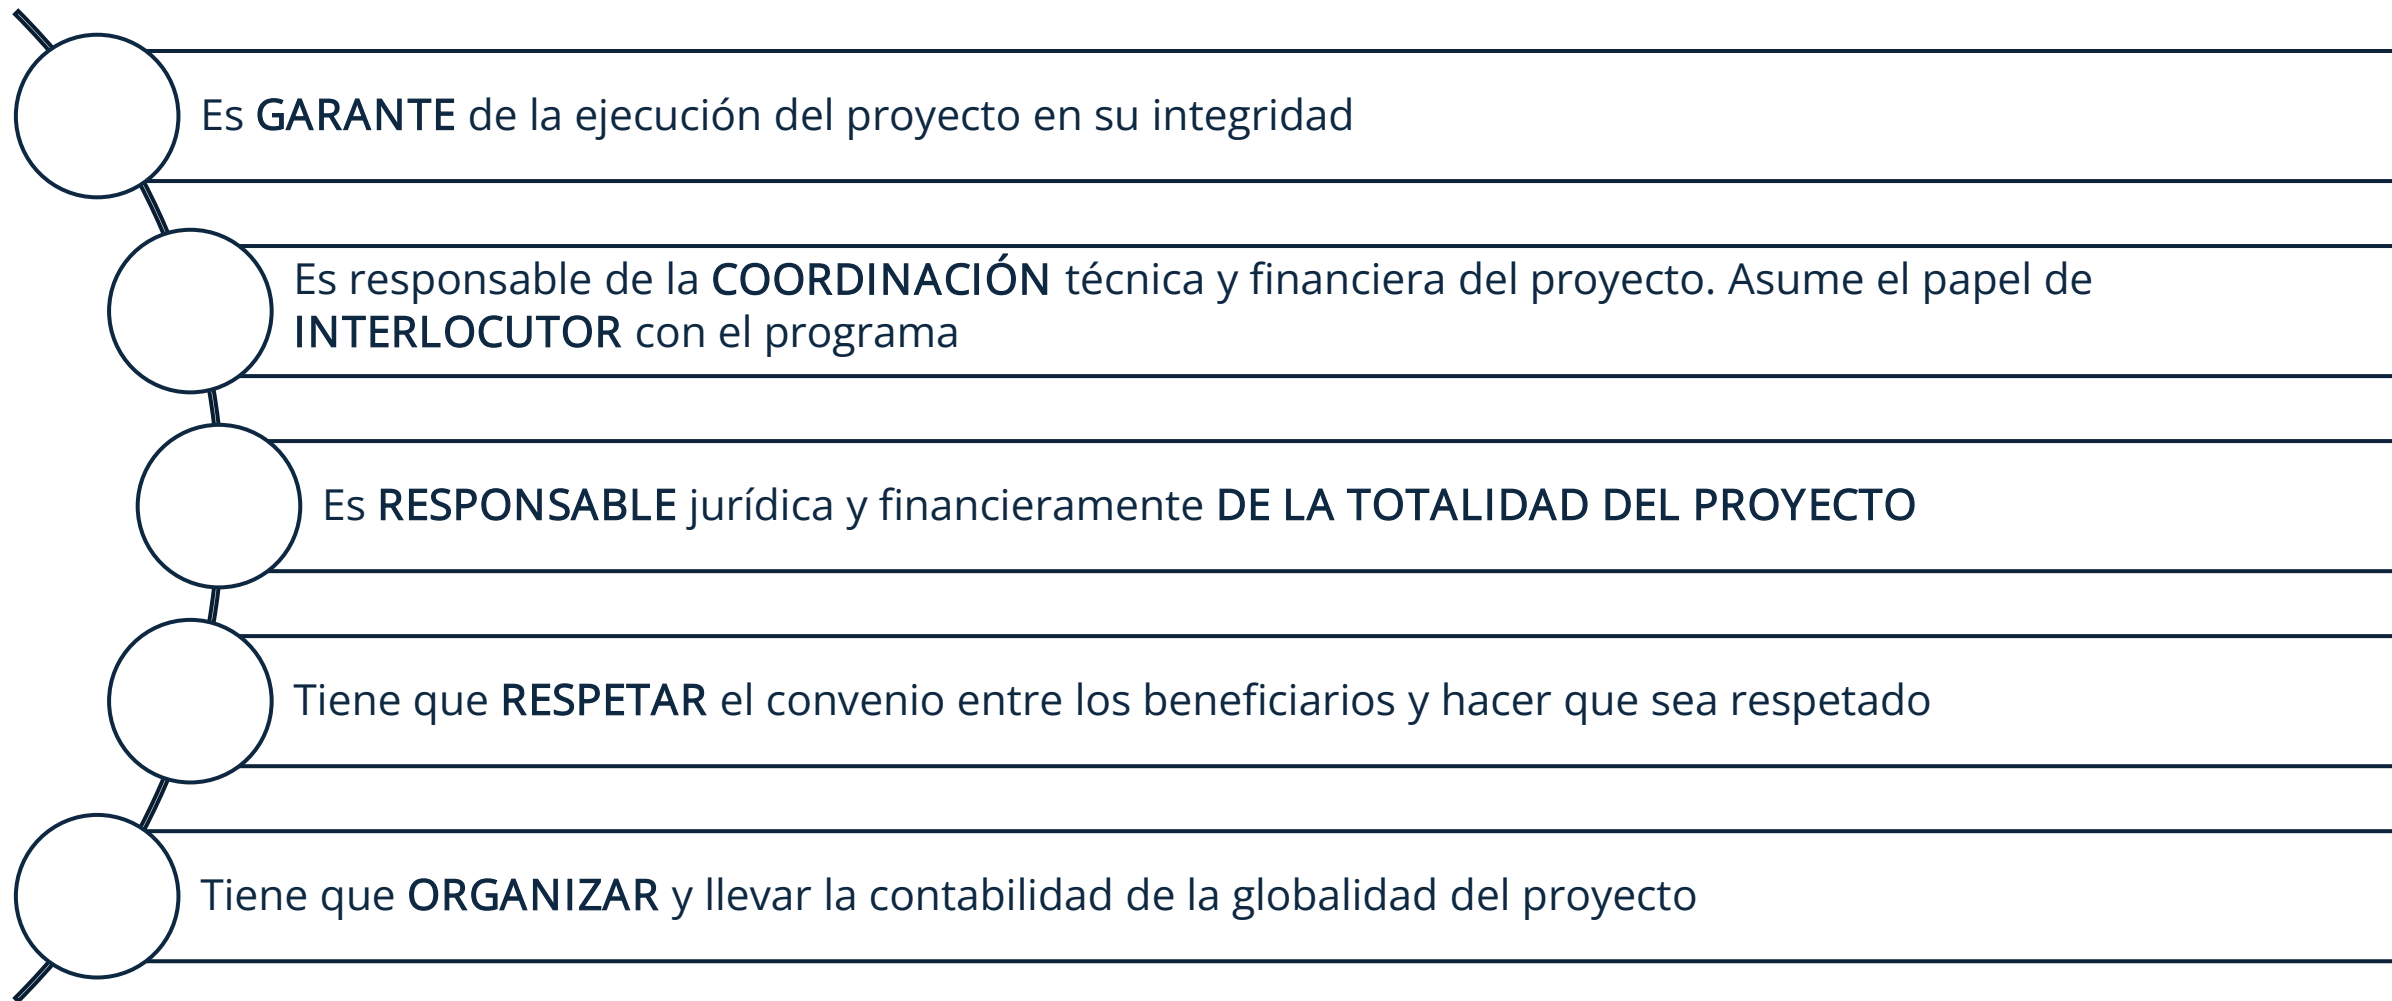 Es GARANTE de la ejecución del proyecto en su integridad
Es responsable de la COORDINACIÓN técnica y financiera del proyecto. Asume el papel de
INTERLOCUTOR con el programa
Es RESPONSABLE jurídica y financieramente DE LA TOTALIDAD DEL PROYECTO
Tiene que RESPETAR el convenio entre los beneficiarios y hacer que sea respetado
Tiene que ORGANIZAR y llevar la contabilidad de la globalidad del proyecto